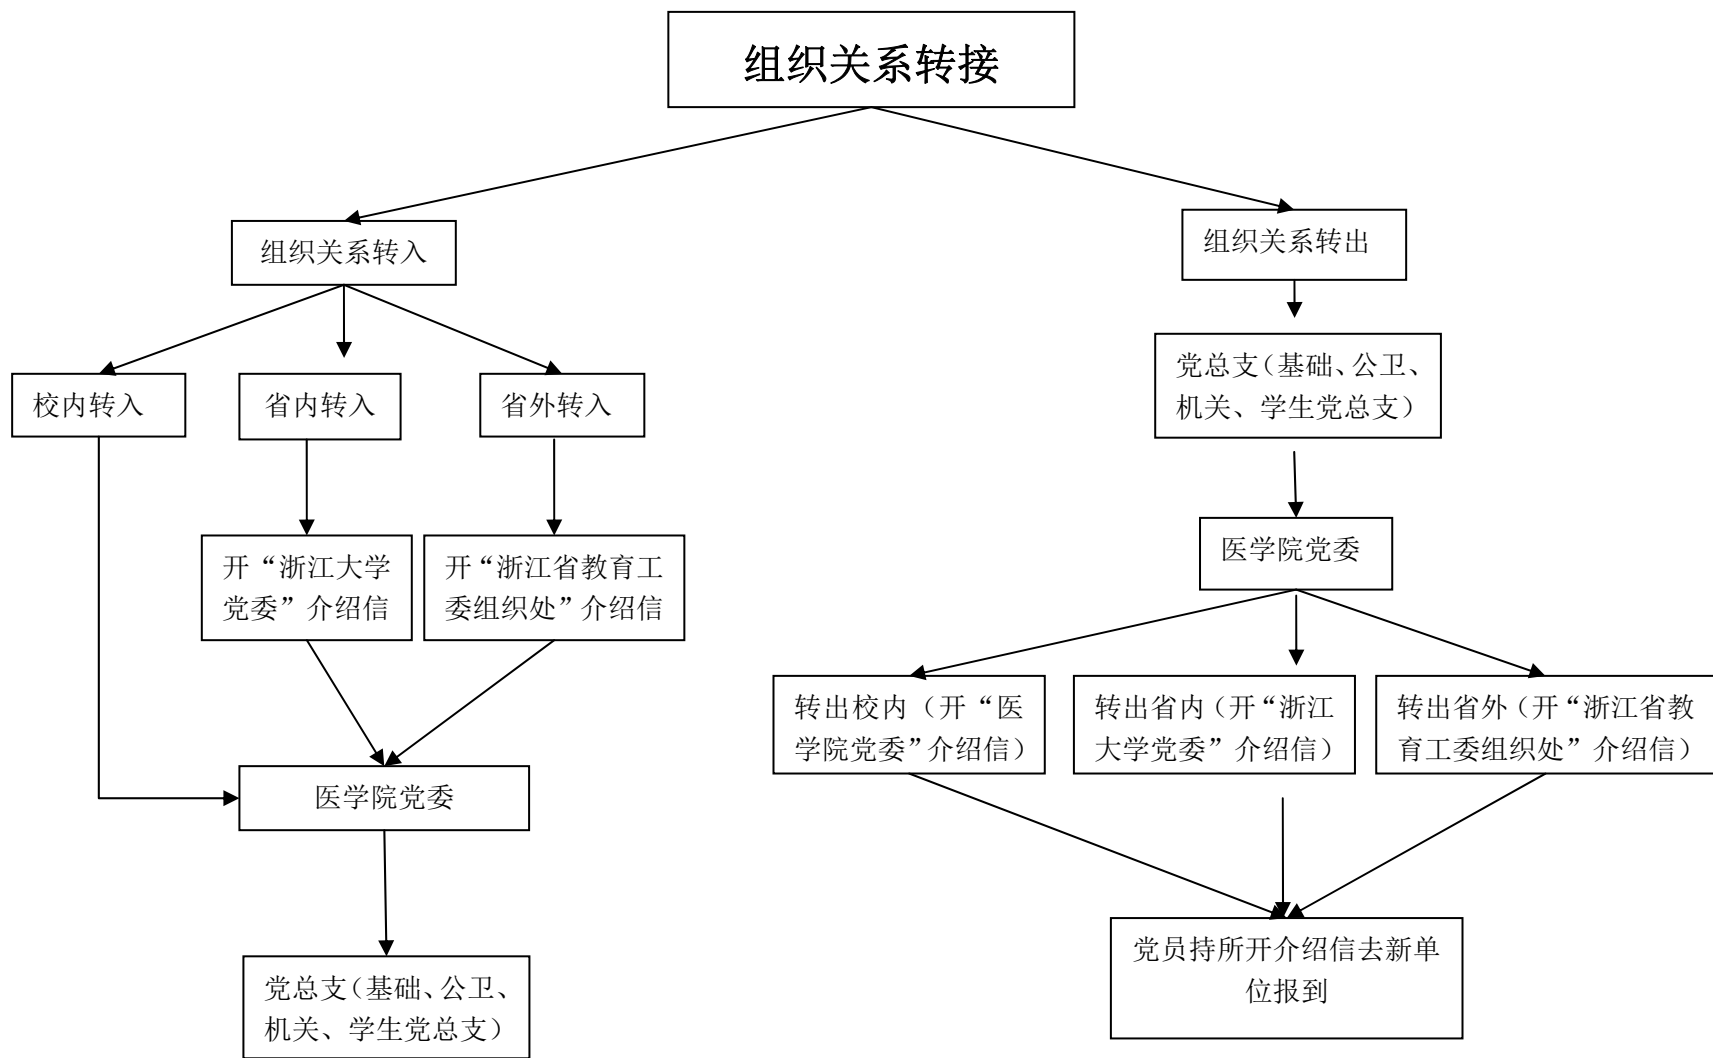 组织关系转接
组织关系转入
组织关系转出
校内转入
省内转入
省外转入
党总支（基础、公卫、
机关、学生党总支）
开“浙江大学
党委”介绍信
开“浙江省教育工
委组织处”介绍信
医学院党委
转出校内（开“医
学院党委”介绍信）
转出省内（开“浙江
大学党委”介绍信）
转出省外（开“浙江省教
育工委组织处”介绍信）
医学院党委
党员持所开介绍信去新单
位报到
党总支（基础、公卫、
机关、学生党总支）